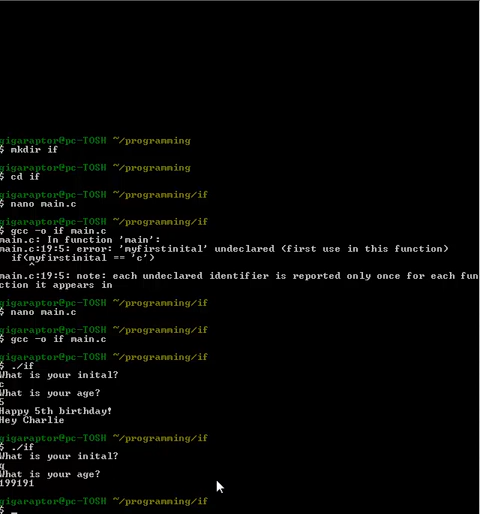 gigaraptor@pc-TOSH ~/programming
$ mkdir if
gigaraptor@pc-TOSH ~/programming
$ cd if
gigaraptor@pc-TOSH ~/programming/if
$ nano main.c
gigaraptor@pc-TOSH ~/programming/if
$ gcc -o if main.c
main.c: In function 'main':
main.c:19:5: error: 'myfirstinital' undeclared (first use in this function)
if(myfirstinital == 'c')
^
main.c:19:5: note: each undeclared identifier is reported only once for each fun
ction it appears in
gigaraptor@pc-TOSH ~/programming/if
$ nano main.c
gigaraptor@pc-TOSH ~/programming/if
$ gcc -o if main.c
gigaraptor@pc-TOSH ~/programming/if
$ ./if
What is your inital?
c
What is your age?
5
Happy 5th birthday!
Hey Charlie
gigaraptor@pc-TOSH ~/programming/if
$ ./if
What is your inital?
q
What is your age?
199191
gigaraptor@pc-TOSH ~/programming/if
$ _